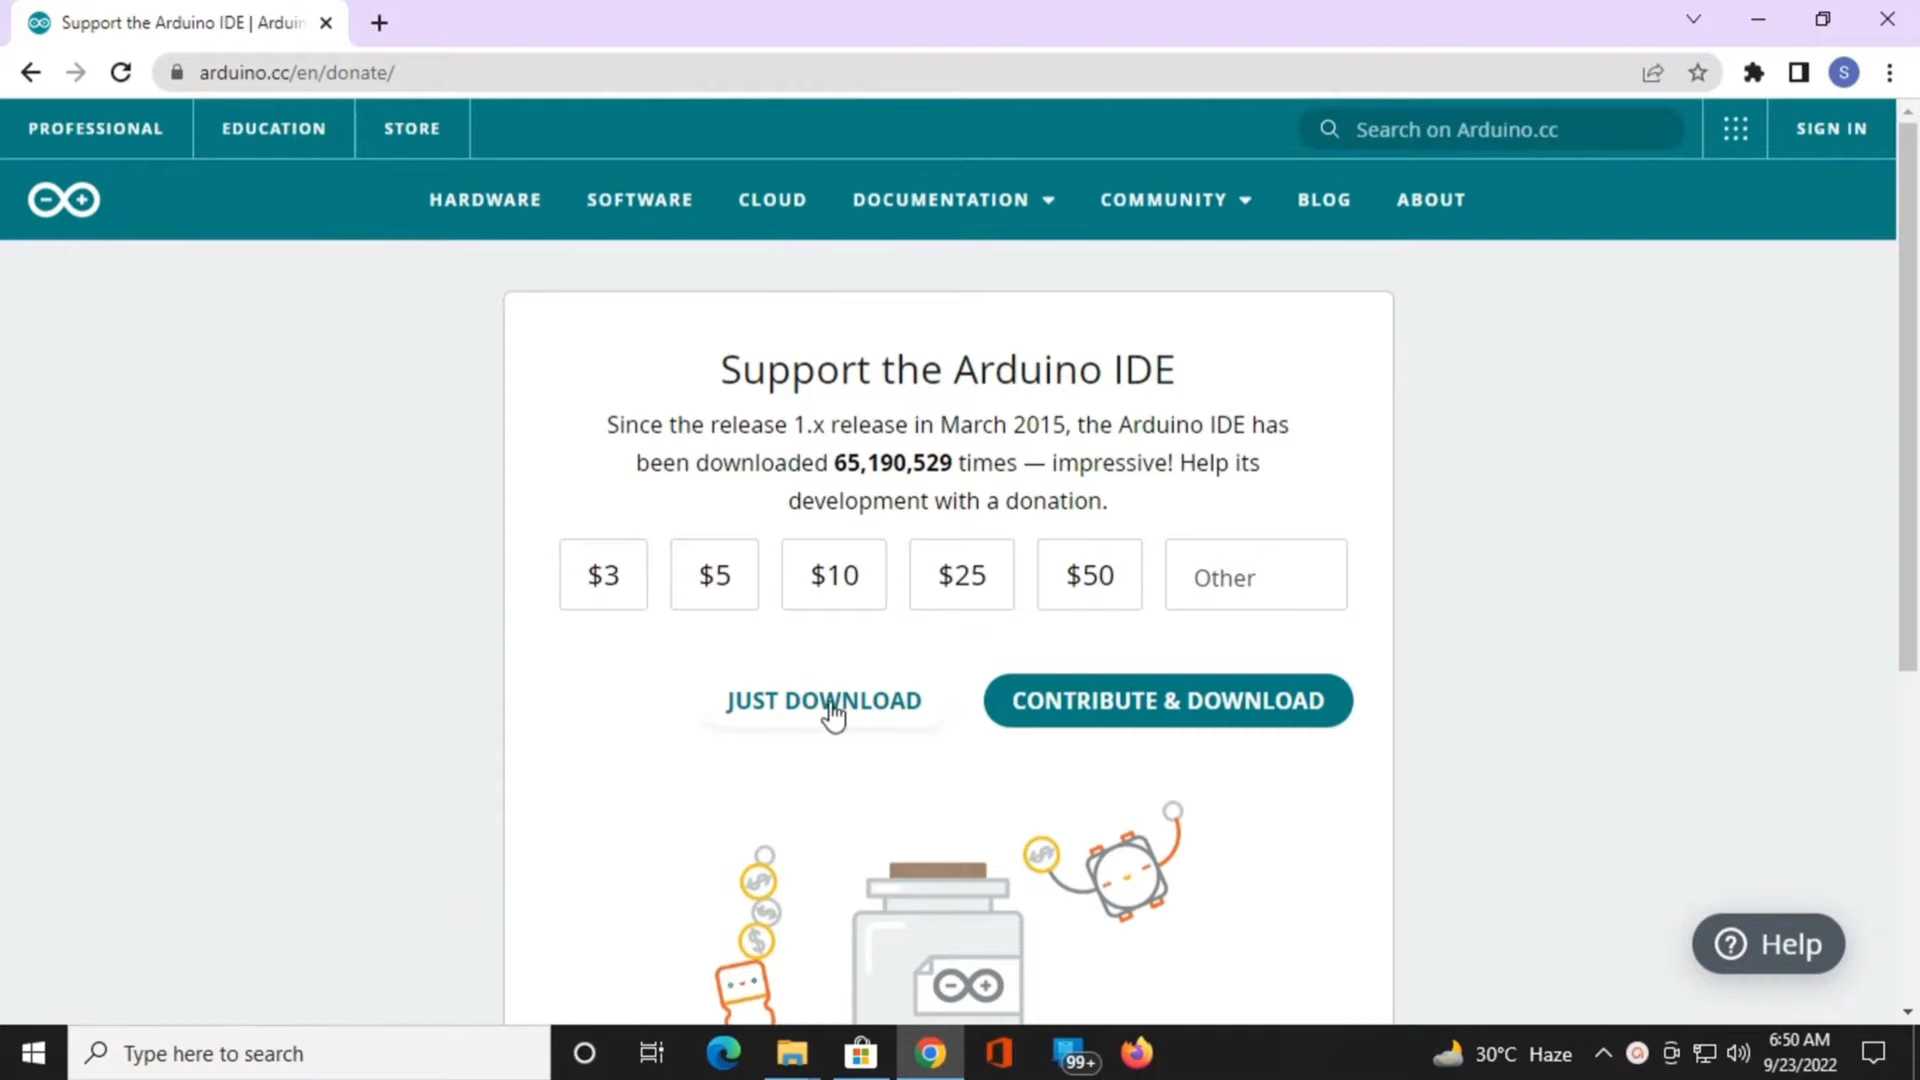 Support the Arduino IDE | Arduin
arduino.cc/en/donate/
S
PROFESSIONAL
EDUCATION
STORE
Search on Arduino.cc
SIGN IN
HARDWARE
SOFTWARE
CLOUD
DOCUMENTATION
COMMUNITY
BLOG
ABOUT
Support the Arduino IDE
Since the release 1.x release in March 2015, the Arduino IDE has
been downloaded 65,190,529 times — impressive! Help its
development with a donation.
$3
$5
$10
$25
$50
Other
JUST DOWNLOAD
CONTRIBUTE & DOWNLOAD
Help
Type here to search
99+
30°C Haze
6:50 AM
9/23/2022